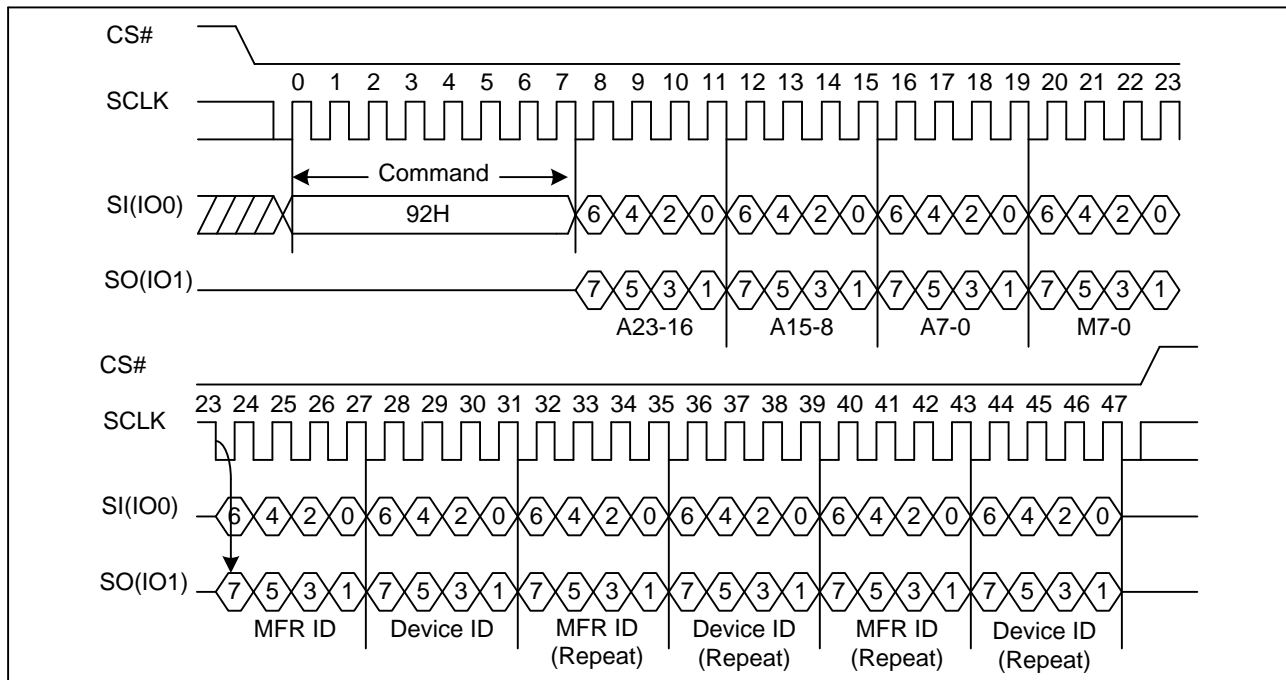 CS#
0 1 2 3 4 5 6 7 8 9 10 11 12 13 14 15 16 17 18 19 20 21 22 23
SCLK
Command
SI(IO0) 92H 6 4 2 0 6 4 2 0 6 4 2 0 6 4 2 0
SO(IO1) 7 5 3 1 7 5 3 1 7 5 3 1 7 5 3 1
A23-16 A15-8 A7-0 M7-0
CS#
23 24 25 26 27 28 29 30 31 32 33 34 35 36 37 38 39 40 41 42 43 44 45 46 47
SCLK
SI(IO0) 6 4 2 0 6 4 2 0 6 4 2 0 6 4 2 0 6 4 2 0 6 4 2 0
SO(IO1) 7 5 3 1 7 5 3 1 7 5 3 1 7 5 3 1 7 5 3 1 7 5 3 1
MFR ID Device ID MFR ID Device ID MFR ID Device ID
(Repeat) (Repeat) (Repeat) (Repeat)